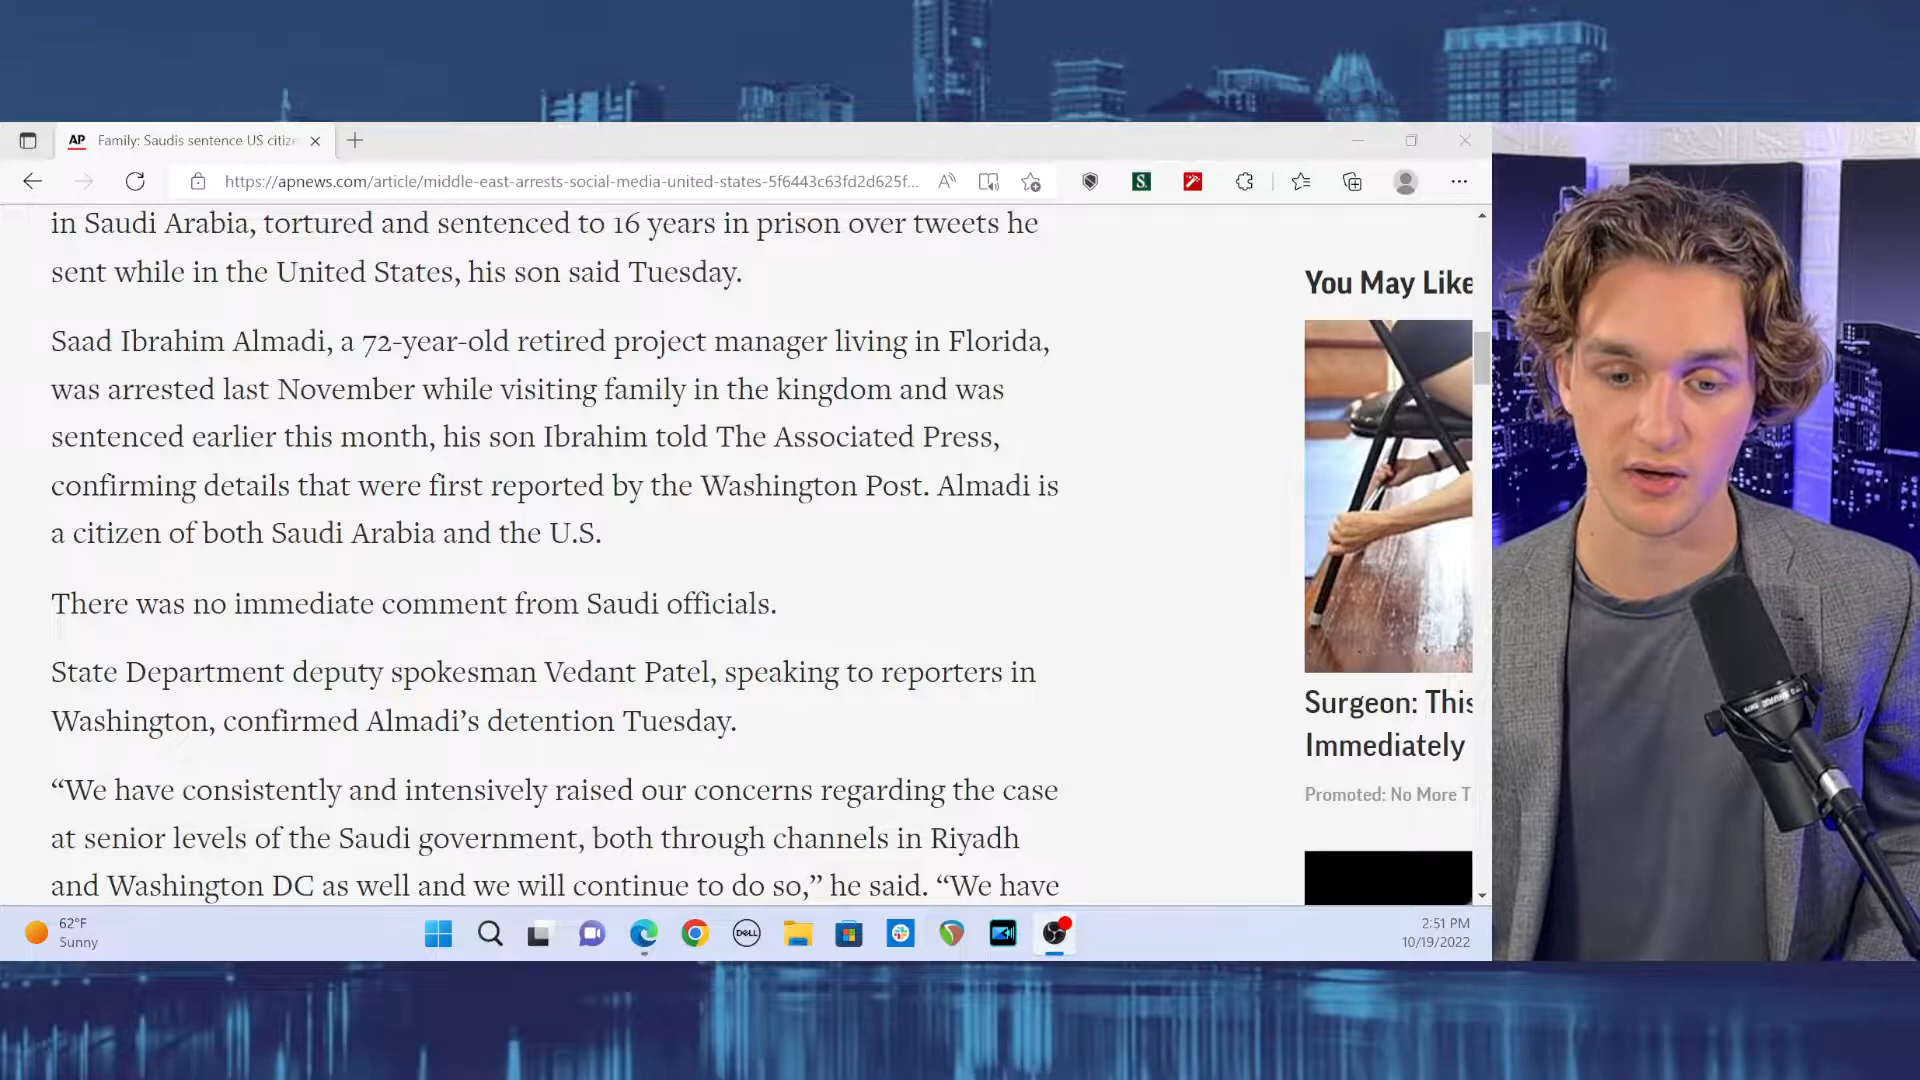 AP Family: Saudis sentence US citize
https://apnews.com/article/middle-east-arrests-social-media-united-states-5f6443c63fd2d625f...
in Saudi Arabia, tortured and sentenced to 16 years in prison over tweets he
sent while in the United States, his son said Tuesday.
Saad Ibrahim Almadi, a 72-year-old retired project manager living in Florida,
was arrested last November while visiting family in the kingdom and was
sentenced earlier this month, his son Ibrahim told The Associated Press,
confirming details that were first reported by the Washington Post. Almadi is
a citizen of both Saudi Arabia and the U.S.
There was no immediate comment from Saudi officials.
State Department deputy spokesman Vedant Patel, speaking to reporters in
Washington, confirmed Almadi’s detention Tuesday.
“We have consistently and intensively raised our concerns regarding the case
at senior levels of the Saudi government, both through channels in Riyadh
and Washington DC as well and we will continue to do so,” he said. “We have
You May Like
Surgeon: This
Immediately
Promoted: No More T
62°F
Sunny
DELL
2:51 PM
10/19/2022